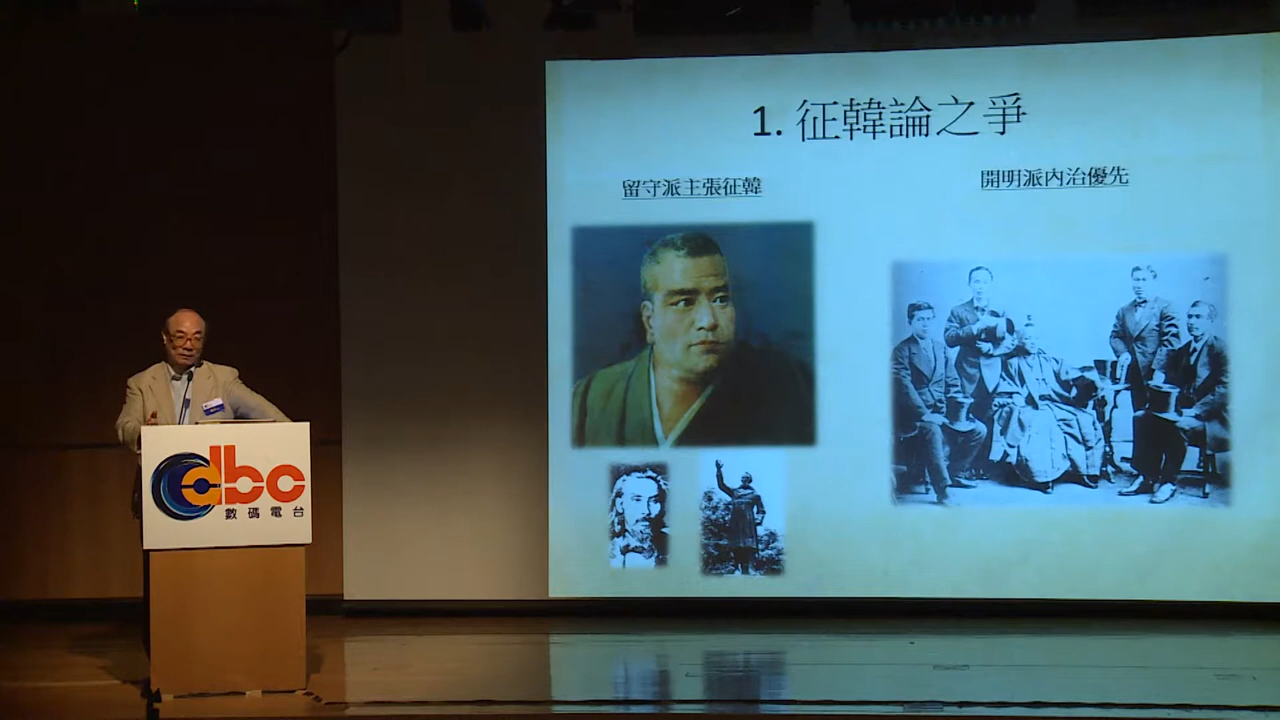 1. 征韓論之爭
留守派主張征韓
開明派內治優先
dbc
數碼電台